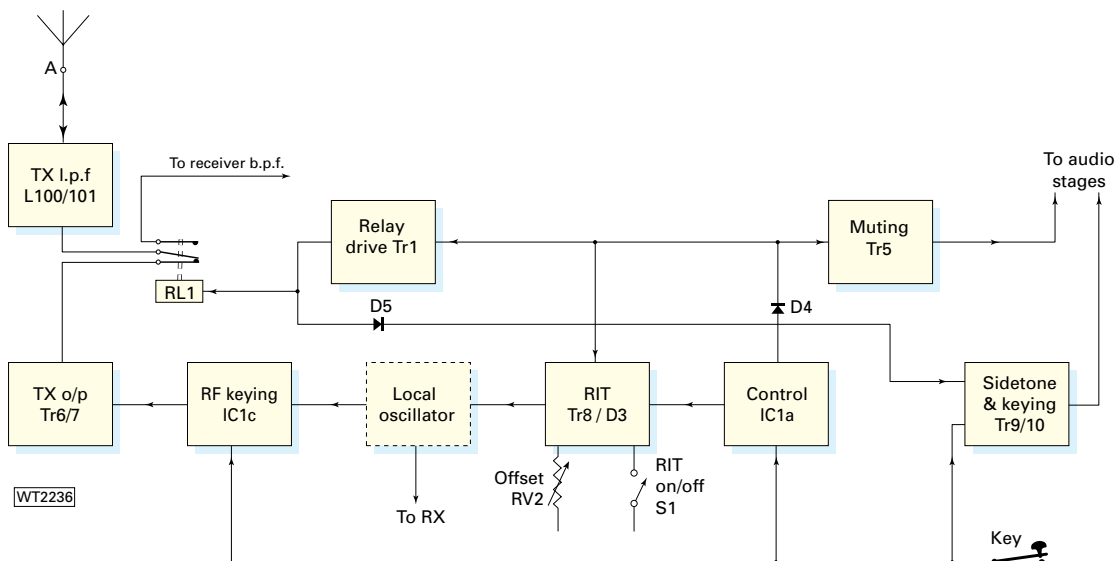 A
TX l.p.f
L100/101
To receiver b.p.f.
RL1
Relay
drive Tr1
Muting
Tr5
To audio
stages
D5
D4
TX o/p
Tr6/7
RF keying
IC1c
Local
oscillator
RIT
Tr8 / D3
Control
IC1a
Sidetone
& keying
Tr9/10
To RX
Offset
RV2
RIT
on/off
S1
Key
WT2236